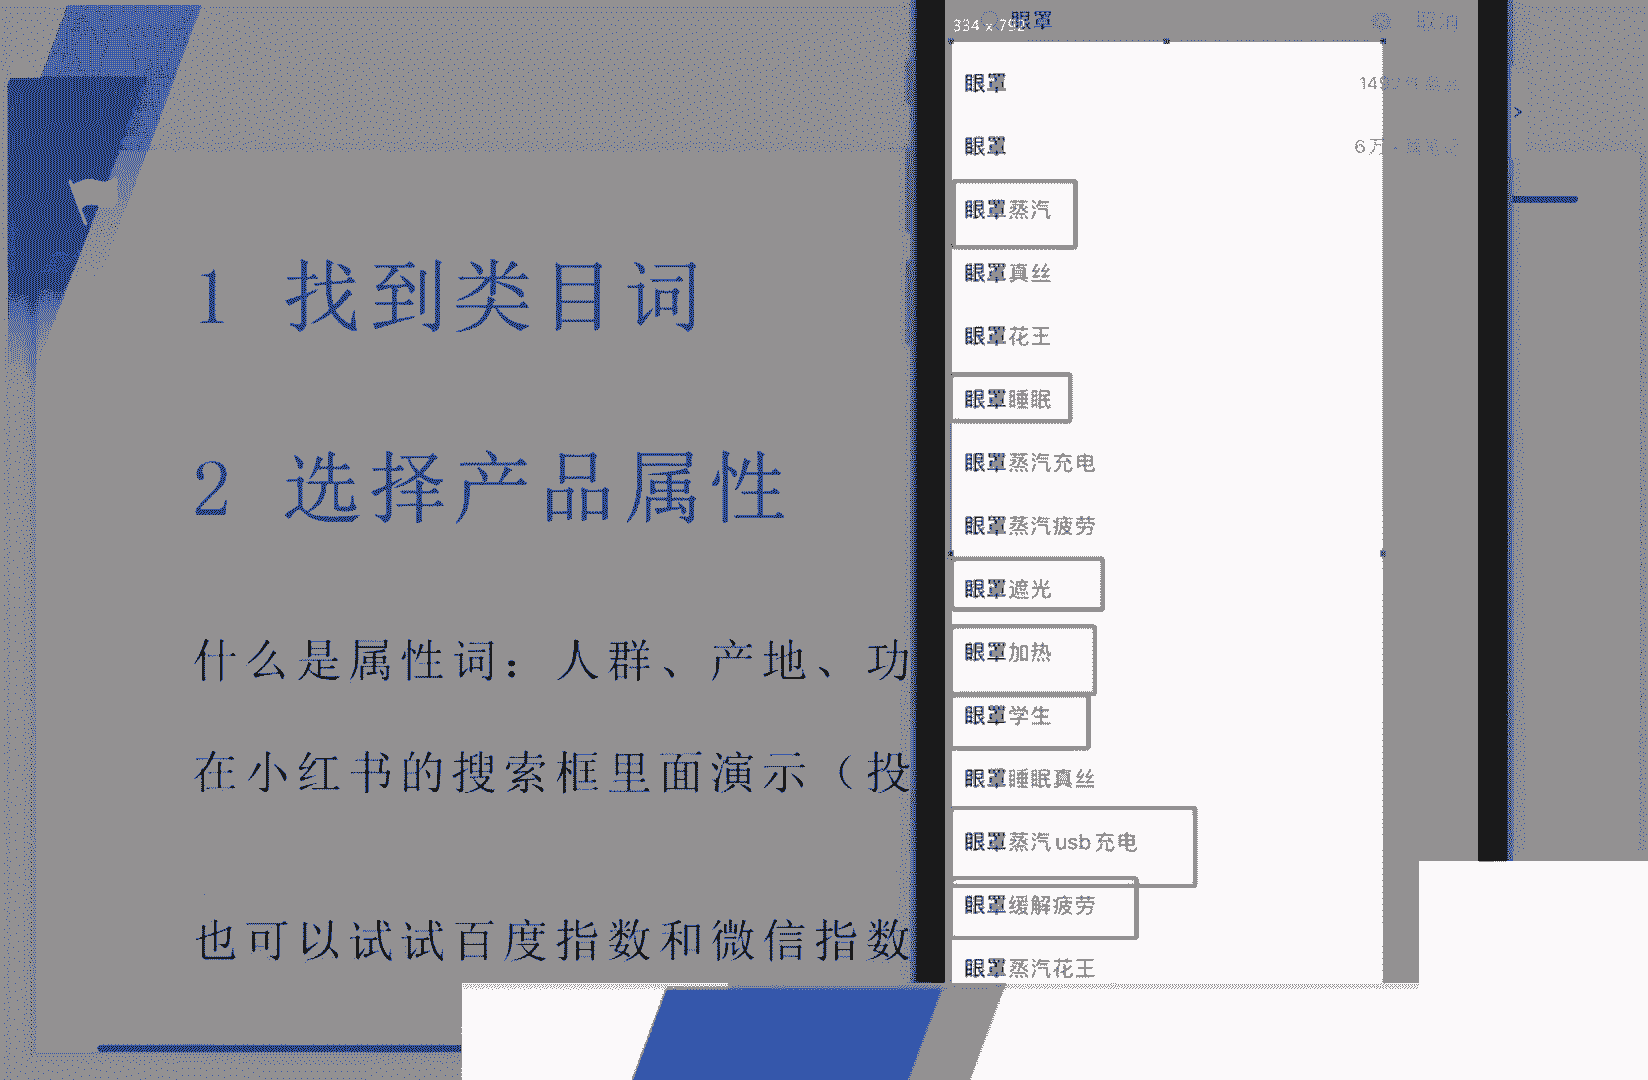 1 找到类目词
2 选择产品属性
什么是属性词：人群、产地、功
在小红书的搜索框里面演示（投
也可以试试百度指数和微信指数
334 x 792
眼罩
取消
眼罩
149
眼罩
6万
眼罩蒸汽
眼罩真丝
眼罩花王
眼罩睡眠
眼罩蒸汽充电
眼罩蒸汽疲劳
眼罩遮光
眼罩加热
眼罩学生
眼罩睡眠真丝
眼罩蒸汽usb充电
眼罩缓解疲劳
眼罩蒸汽花王